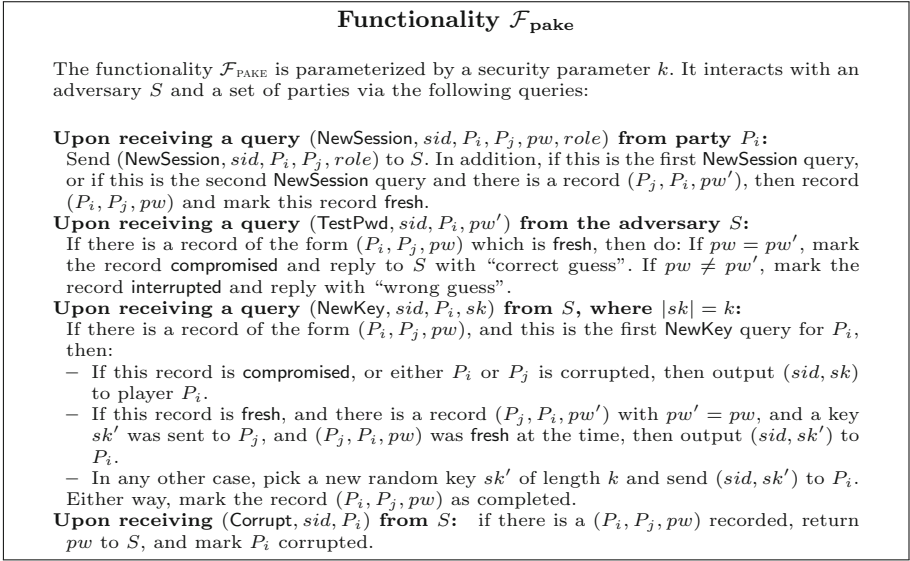 Functionality F_pake
The functionality F_PAKE is parameterized by a security parameter k. It interacts with an
adversary S and a set of parties via the following queries:
Upon receiving a query (NewSession, sid, P_i, P_j, pw, role) from party P_i:
Send (NewSession, sid, P_i, P_j, role) to S. In addition, if this is the first NewSession query,
or if this is the second NewSession query and there is a record (P_j, P_i, pw′), then record
(P_i, P_j, pw) and mark this record fresh.
Upon receiving a query (TestPwd, sid, P_i, pw′) from the adversary S:
If there is a record of the form (P_i, P_j, pw) which is fresh, then do: If pw = pw′, mark
the record compromised and reply to S with “correct guess”. If pw ≠ pw′, mark the
record interrupted and reply with “wrong guess”.
Upon receiving a query (NewKey, sid, P_i, sk) from S, where |sk| = k:
If there is a record of the form (P_i, P_j, pw), and this is the first NewKey query for P_i,
then:
– If this record is compromised, or either P_i or P_j is corrupted, then output (sid, sk)
to player P_i.
– If this record is fresh, and there is a record (P_j, P_i, pw′) with pw′ = pw, and a key
sk′ was sent to P_j, and (P_j, P_i, pw) was fresh at the time, then output (sid, sk′) to
P_i.
– In any other case, pick a new random key sk′ of length k and send (sid, sk′) to P_i.
Either way, mark the record (P_i, P_j, pw) as completed.
Upon receiving (Corrupt, sid, P_i) from S: if there is a (P_i, P_j, pw) recorded, return
pw to S, and mark P_i corrupted.